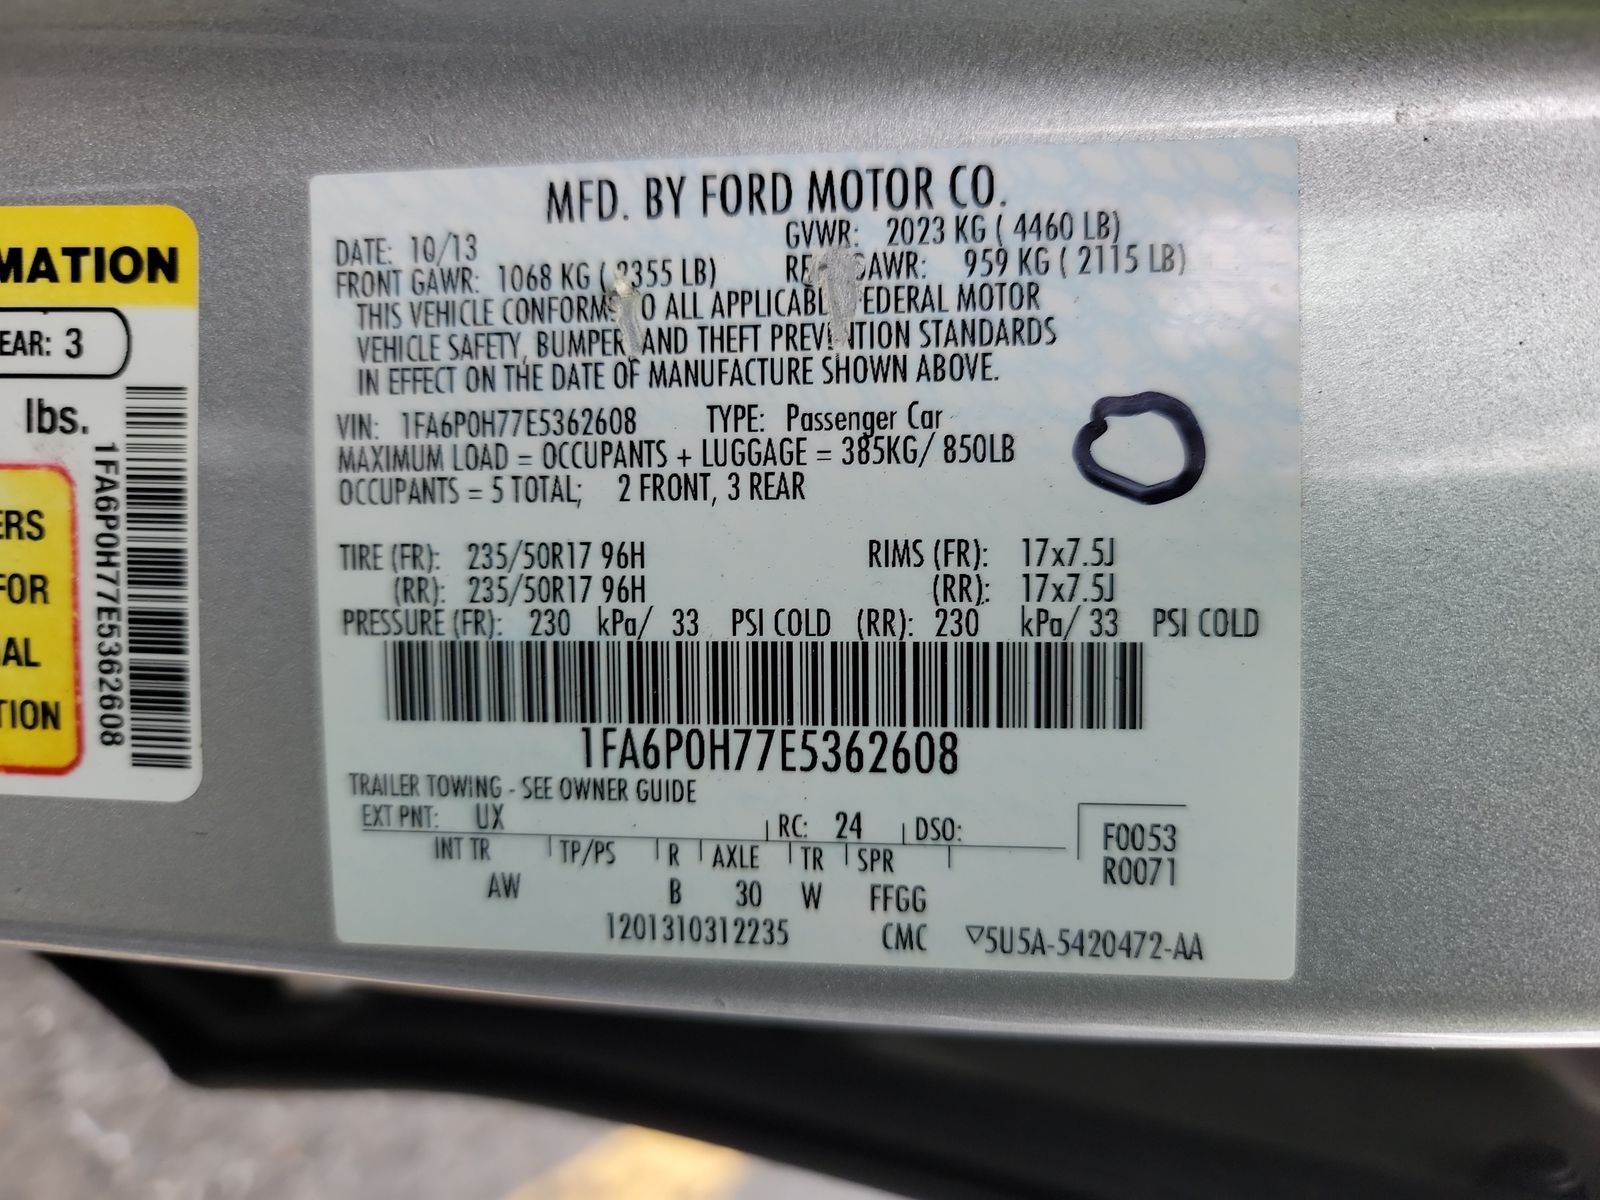 MFD. BY FORD MOTOR CO.
DATE: 10/13
GVWR: 2023 KG ( 4460 LB)
FRONT GAWR: 1068 KG ( 2355 LB)
GAWR: 959 KG ( 2115 LB)
THIS VEHICLE CONFORMS TO ALL APPLICABLE FEDERAL MOTOR
VEHICLE SAFETY, BUMPER, AND THEFT PREVENTION STANDARDS
IN EFFECT ON THE DATE OF MANUFACTURE SHOWN ABOVE.
VIN: 1FA6P0H77E5362608 TYPE: Passenger Car
MAXIMUM LOAD = OCCUPANTS + LUGGAGE = 385KG/ 850LB
OCCUPANTS = 5 TOTAL; 2 FRONT, 3 REAR
TIRE (FR): 235/50R17 96H RIMS (FR): 17x7.5J
(RR): 235/50R17 96H (RR): 17x7.5J
PRESSURE (FR): 230 kPa/ 33 PSI COLD (RR): 230 kPa/ 33 PSI COLD
1FA6P0H77E5362608
TRAILER TOWING - SEE OWNER GUIDE
EXT PNT: UX RC: 24 DSO:
INT TR TP/PS R AXLE TR SPR
AW B 30 W FFGG
F0053
R0071
1201310312235 CMC ▽5U5A-5420472-AA
MATION
EAR: 3
lbs.
ERS
FOR
AL
TION
1FA6P0H77E5362608